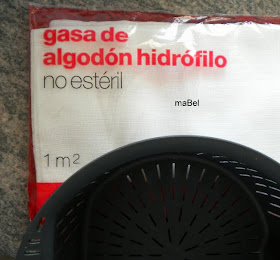 gasa de
algodón hidrófilo
no estéril
maBel
1 m²